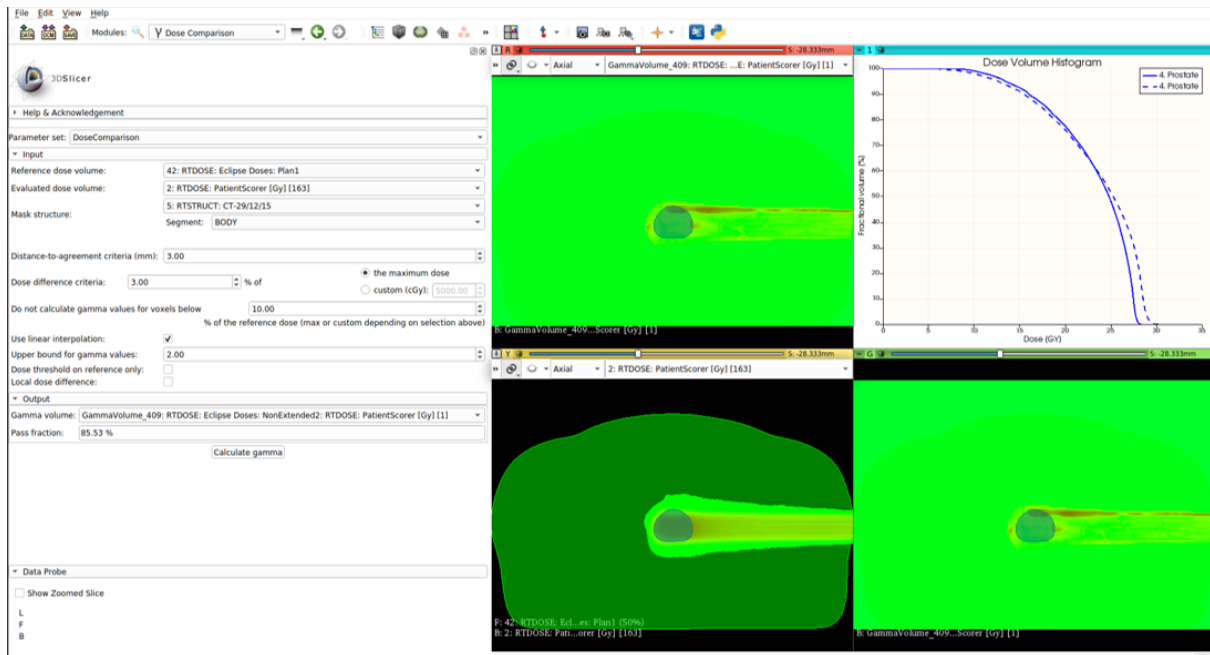 File Edit View Help
DATA DCM SAVE Modules: γ Dose Comparison
3DSlicer
Help & Acknowledgement
Parameter set: DoseComparison
Input
Reference dose volume: 42: RTDOSE: Eclipse Doses: Plan1
Evaluated dose volume: 2: RTDOSE: PatientScorer [Gy] [163]
Mask structure: 5: RTSTRUCT: CT-29/12/15
Segment: BODY
Distance-to-agreement criteria (mm): 3.00
Dose difference criteria: 3.00 % of
the maximum dose
custom (cGy): 5000.00
Do not calculate gamma values for voxels below 10.00
% of the reference dose (max or custom depending on selection above)
Use linear interpolation:
Upper bound for gamma values: 2.00
Dose threshold on reference only:
Local dose difference:
Output
Gamma volume: GammaVolume_409: RTDOSE: Eclipse Doses: NonExtended2: RTDOSE: PatientScorer [Gy] [1]
Pass fraction: 85.53 %
Calculate gamma
Data Probe
Show Zoomed Slice
L
F
B
R S: -28.333mm
Axial GammaVolume_409: RTDOSE: ...E: PatientScorer [Gy] [1]
B: GammaVolume_409...Scorer [Gy] [1]
1
Dose Volume Histogram
4. Prostate
4. Prostate
Fractional volume (%)
100
90
80
70
60
50
40
30
20
10
0
0 5 10 15 20 25 30 35
Dose (GY)
Y S: -28.333mm
Axial 2: RTDOSE: PatientScorer [Gy] [163]
F: 42: RTDOSE: Ecl...es: Plan1 (50%)
B: 2: RTDOSE: Pati...orer [Gy] [163]
G S: -28.333mm
B: GammaVolume_409...Scorer [Gy] [1]